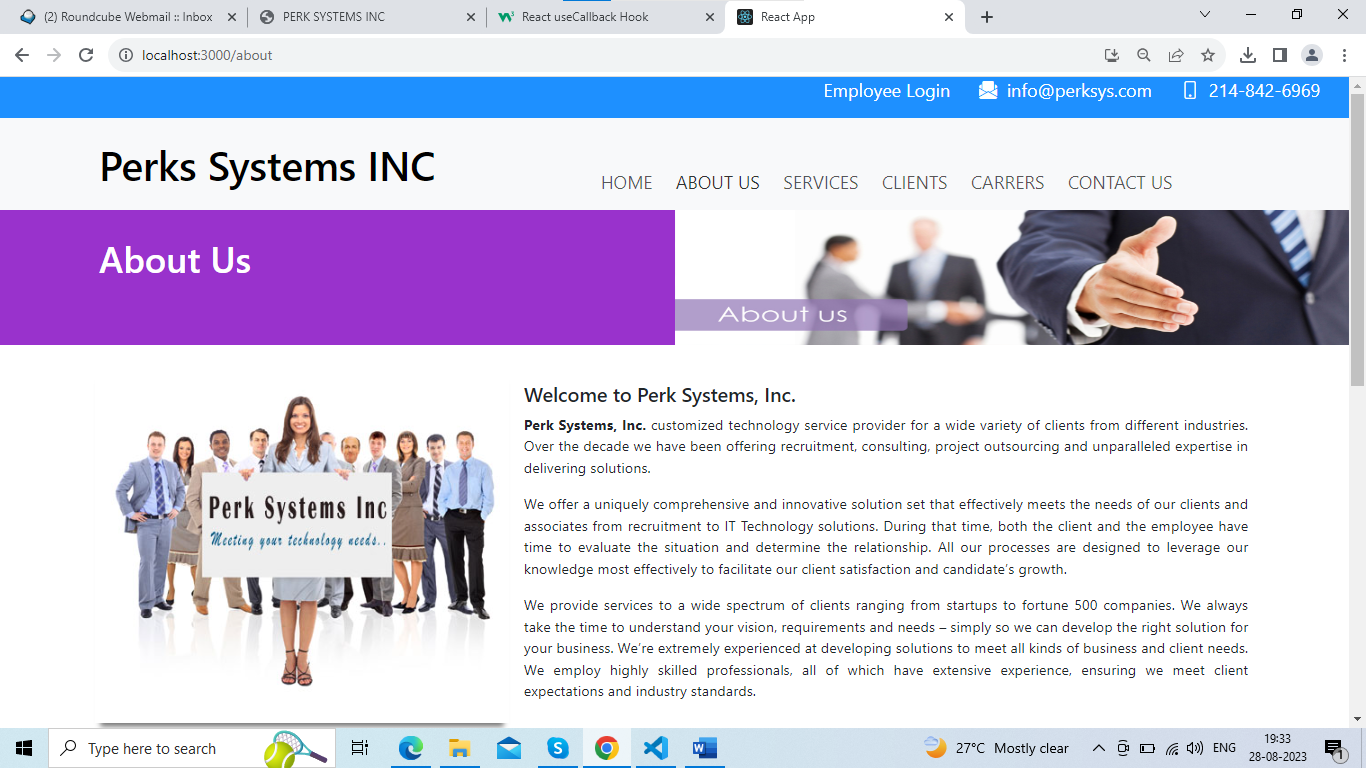 (2) Roundcube Webmail :: Inbox
PERK SYSTEMS INC
React useCallback Hook
React App
localhost:3000/about
Employee Login info@perksys.com 214-842-6969
Perks Systems INC
HOME ABOUT US SERVICES CLIENTS CARRERS CONTACT US
About Us
About us
Perk Systems Inc
Meeting your technology needs..
Welcome to Perk Systems, Inc.
Perk Systems, Inc. customized technology service provider for a wide variety of clients from different industries.
Over the decade we have been offering recruitment, consulting, project outsourcing and unparalleled expertise in
delivering solutions.
We offer a uniquely comprehensive and innovative solution set that effectively meets the needs of our clients and
associates from recruitment to IT Technology solutions. During that time, both the client and the employee have
time to evaluate the situation and determine the relationship. All our processes are designed to leverage our
knowledge most effectively to facilitate our client satisfaction and candidate’s growth.
We provide services to a wide spectrum of clients ranging from startups to fortune 500 companies. We always
take the time to understand your vision, requirements and needs – simply so we can develop the right solution for
your business. We’re extremely experienced at developing solutions to meet all kinds of business and client needs.
We employ highly skilled professionals, all of which have extensive experience, ensuring we meet client
expectations and industry standards.
Type here to search
27°C Mostly clear
ENG
19:33
28-08-2023
1